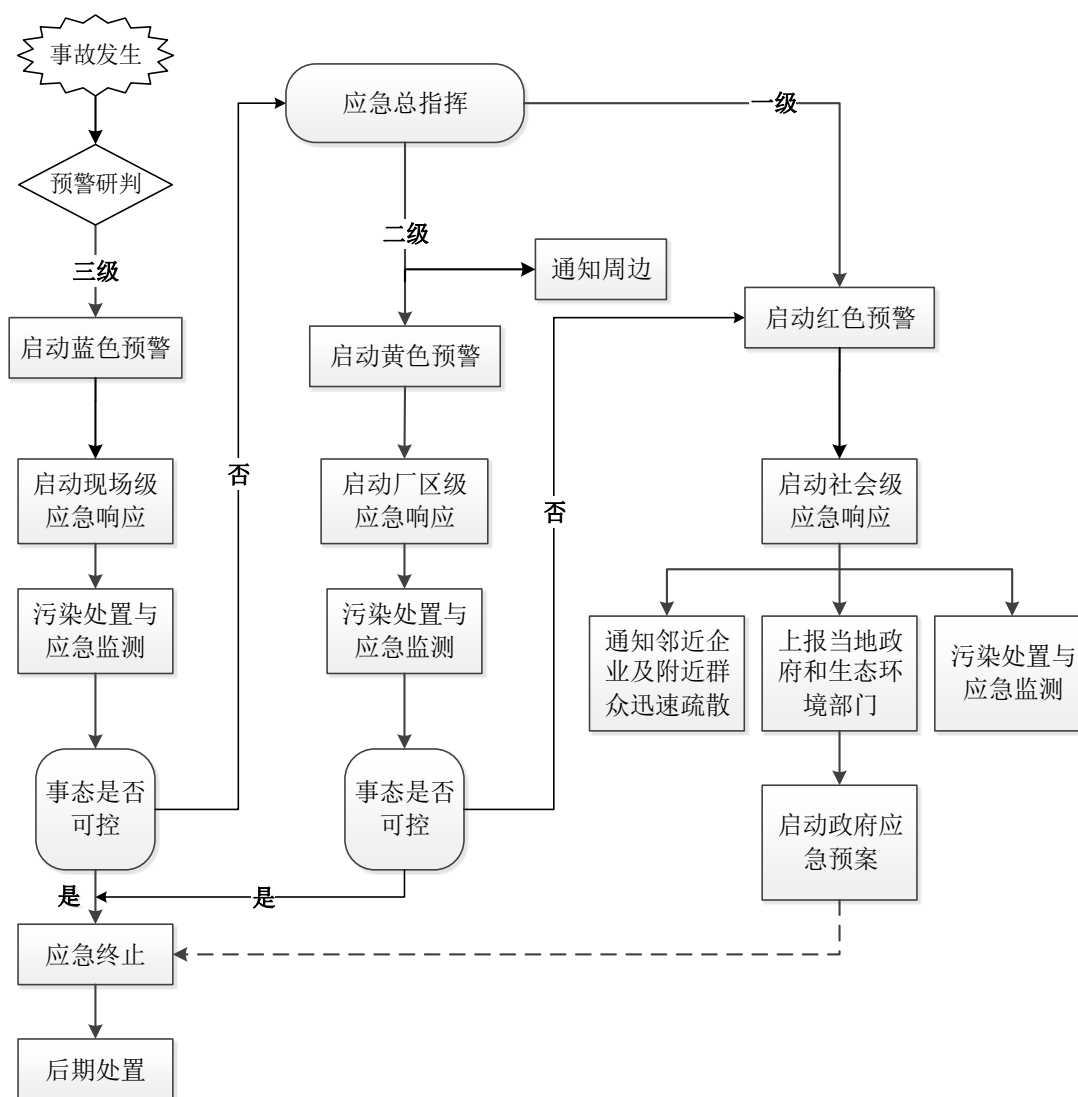 事故发生
预警研判
三级
启动蓝色预警
启动现场级
应急响应
污染处置与
应急监测
事态是否
可控
是
应急终止
后期处置
否
应急总指挥
二级
通知周边
启动黄色预警
启动厂区级
应急响应
污染处置与
应急监测
事态是否
可控
是
否
一级
启动红色预警
启动社会级
应急响应
通知邻近企
业及附近群
众迅速疏散
上报当地政
府和生态环
境部门
污染处置与
应急监测
启动政府应
急预案